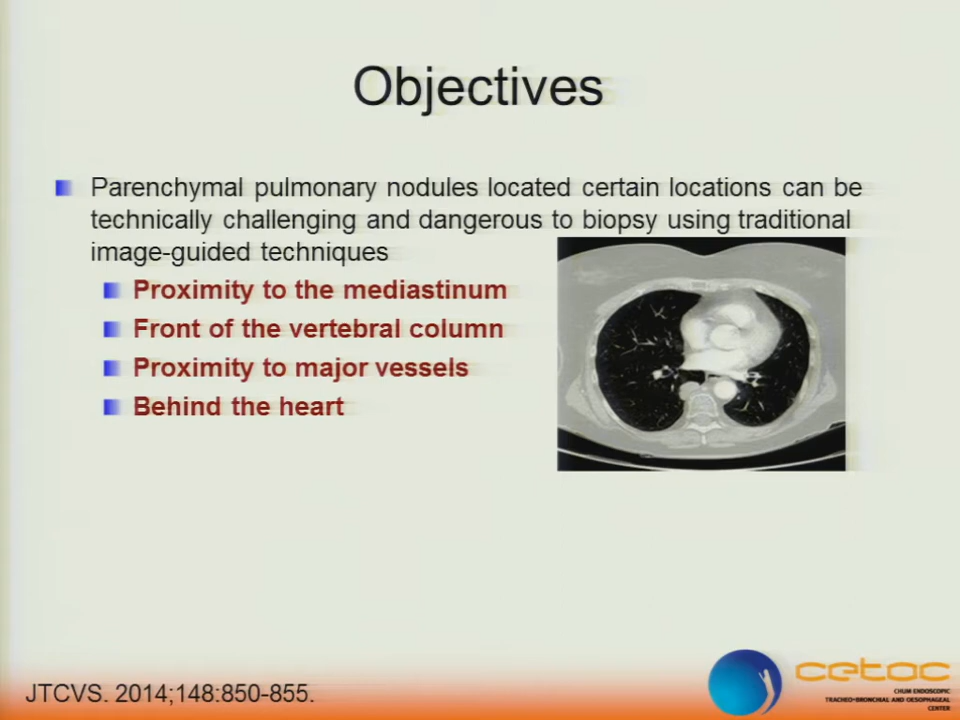 Objectives
Parenchymal pulmonary nodules located certain locations can be
technically challenging and dangerous to biopsy using traditional
image-guided techniques
Proximity to the mediastinum
Front of the vertebral column
Proximity to major vessels
Behind the heart
JTCVS. 2014;148:850-855.
cetoc
CHUM ENDOSCOPIC
TRACHEO-BRONCHIAL AND OESOPHAGEAL
CENTER